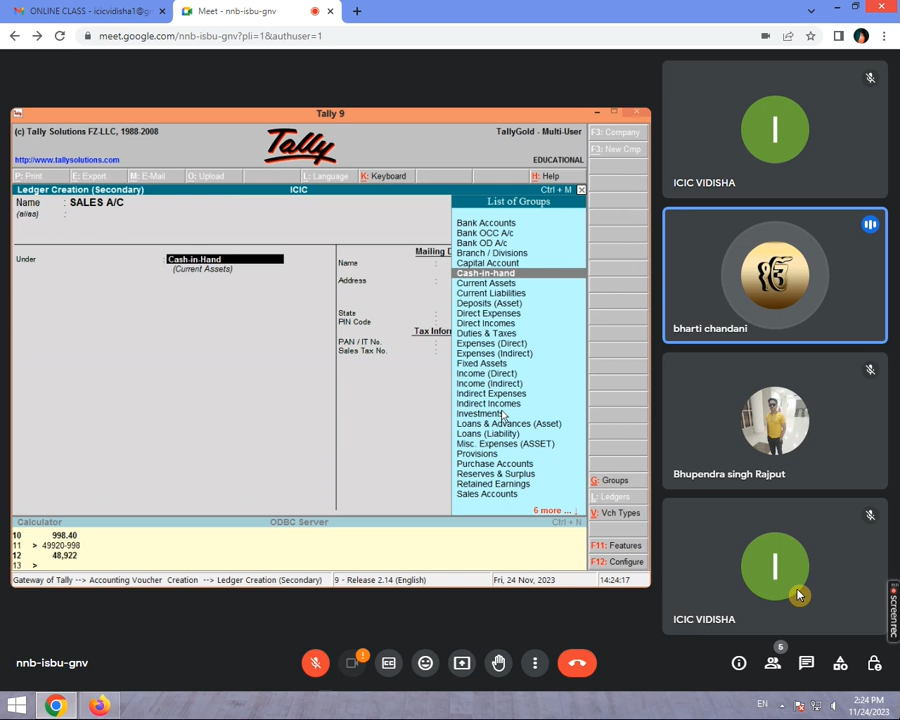 ONLINE CLASS - icicvidisha1@g
Meet - nnb-isbu-gnv
meet.google.com/nnb-isbu-gnv?pli=1&authuser=1
Tally 9
(c) Tally Solutions FZ-LLC, 1988-2008
Tally
TallyGold - Multi-User
http://www.tallysolutions.com
EDUCATIONAL
P: Print
E: Export
M: E-Mail
O: Upload
L: Language
K: Keyboard
H: Help
F3: Company
F3: New Cmp
Ledger Creation (Secondary)
ICIC
Ctrl + M
Name : SALES A/C
(alias) :
Under : Cash-in-Hand
(Current Assets)
Mailing D
Name :
Address :
State :
PIN Code :
Tax Inforr
PAN / IT No. :
Sales Tax No. :
List of Groups
Bank Accounts
Bank OCC A/c
Bank OD A/c
Branch / Divisions
Capital Account
Cash-in-hand
Current Assets
Current Liabilities
Deposits (Asset)
Direct Expenses
Direct Incomes
Duties & Taxes
Expenses (Direct)
Expenses (Indirect)
Fixed Assets
Income (Direct)
Income (Indirect)
Indirect Expenses
Indirect Incomes
Investments
Loans & Advances (Asset)
Loans (Liability)
Misc. Expenses (ASSET)
Provisions
Purchase Accounts
Reserves & Surplus
Retained Earnings
Sales Accounts
6 more ... ↓
G: Groups
L: Ledgers
V: Vch Types
F11: Features
F12: Configure
Calculator
ODBC Server
Ctrl + N
10 998.40
11 > 49920-998
12 48,922
13 >
Gateway of Tally --> Accounting Voucher Creation --> Ledger Creation (Secondary)
9 - Release 2.14 (English)
Fri, 24 Nov, 2023
14:24:17
I
ICIC VIDISHA
ੴ
bharti chandani
Bhupendra singh Rajput
I
ICIC VIDISHA
screenrec
nnb-isbu-gnv
5
EN
2:24 PM
11/24/2023